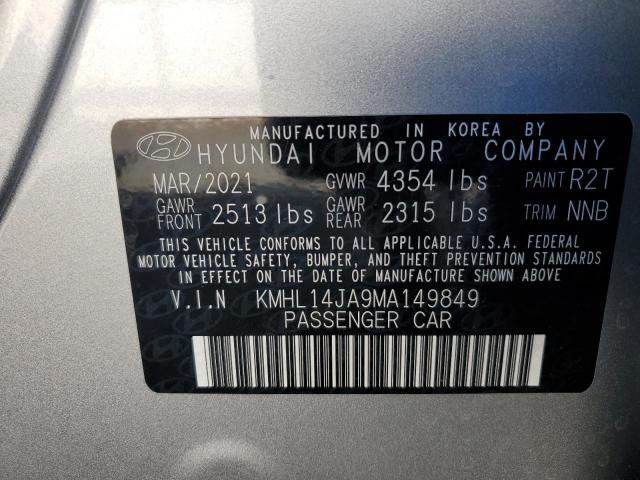 MANUFACTURED IN KOREA BY
HYUNDAI MOTOR COMPANY
MAR/2021 GVWR 4354 lbs PAINT R2T
GAWR FRONT 2513 lbs GAWR REAR 2315 lbs TRIM NNB
THIS VEHICLE CONFORMS TO ALL APPLICABLE U.S.A. FEDERAL
MOTOR VEHICLE SAFETY, BUMPER, AND THEFT PREVENTION STANDARDS
IN EFFECT ON THE DATE OF MANUFACTURE SHOWN ABOVE.
V.I.N KMHL14JA9MA149849
PASSENGER CAR